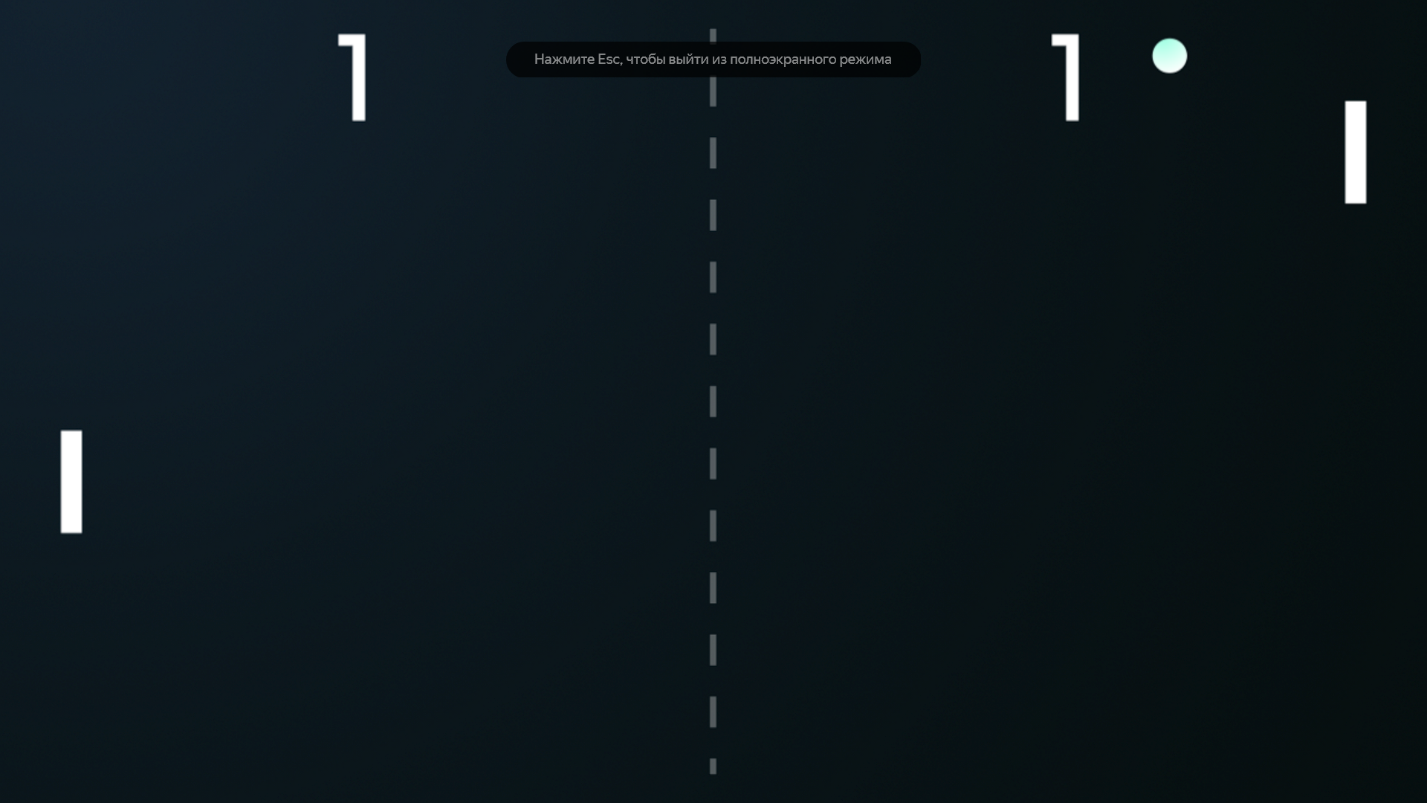 1 1
Нажмите Esc, чтобы выйти из полноэкранного режима